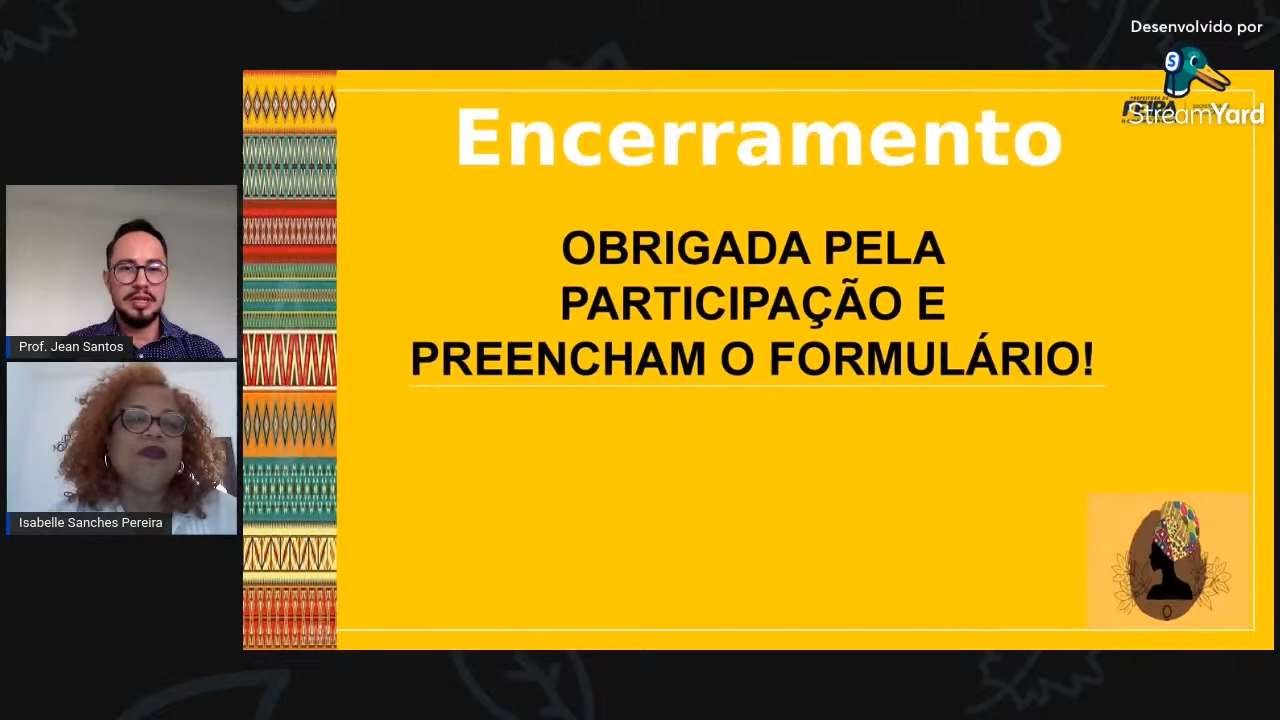 Desenvolvido por
StreamYard
Encerramento
OBRIGADA PELA
PARTICIPAÇÃO E
PREENCHAM O FORMULÁRIO!
Prof. Jean Santos
Isabelle Sanches Pereira